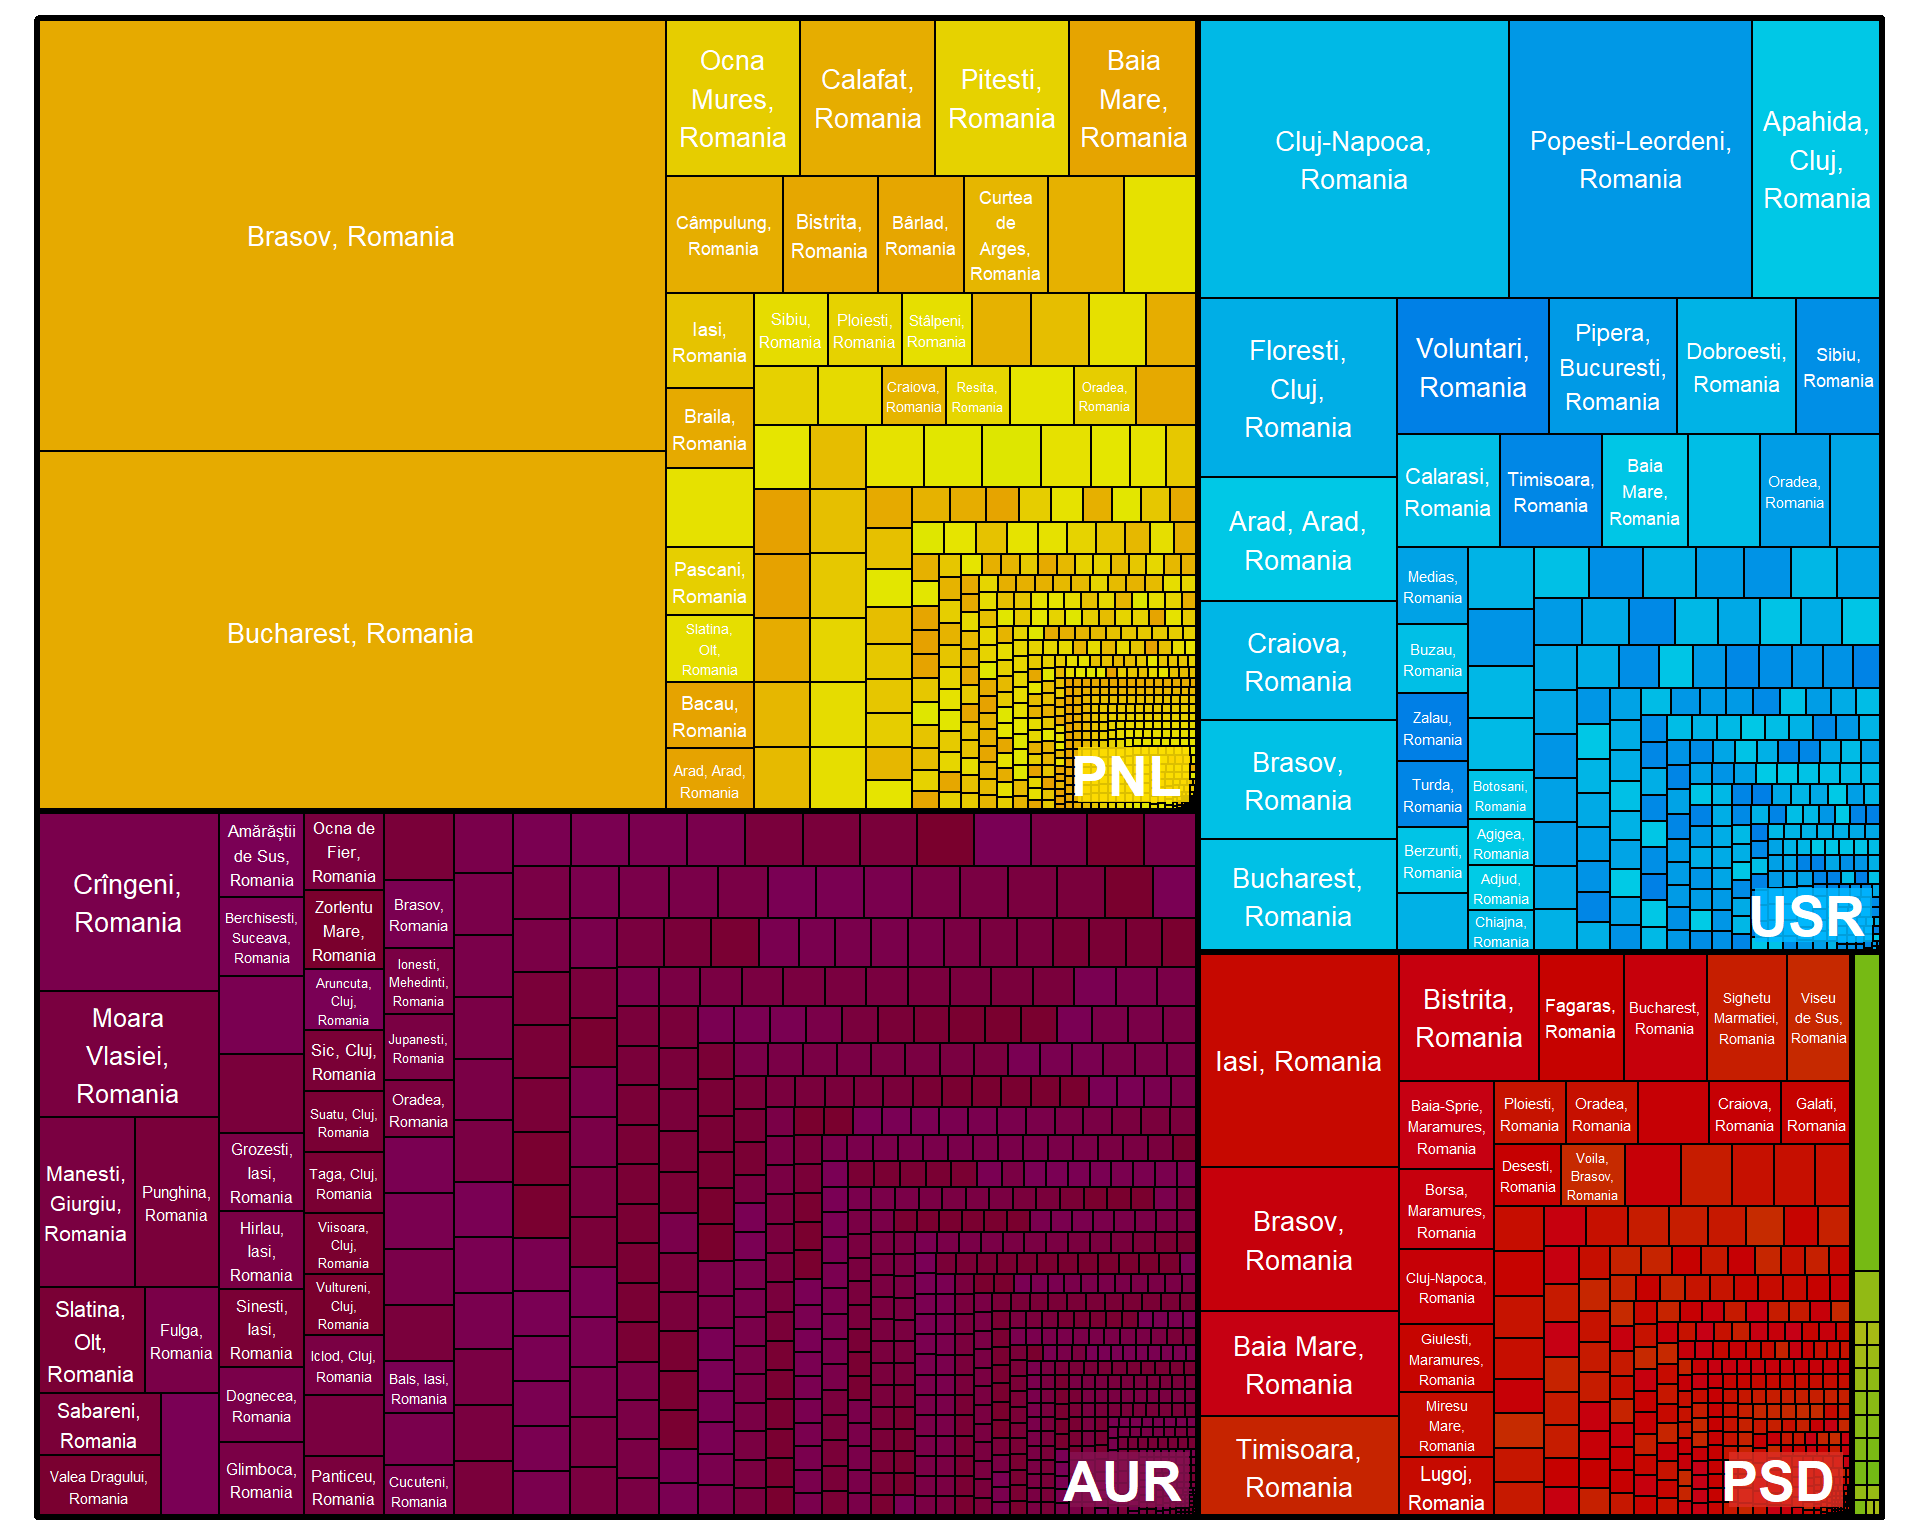 Brasov, Romania
Bucharest, Romania
Ocna
Mures,
Romania
Calafat,
Romania
Pitesti,
Romania
Baia
Mare,
Romania
Câmpulung,
Romania
Bistrita,
Romania
Bârlad,
Romania
Curtea
de
Arges,
Romania
Iasi,
Romania
Sibiu,
Romania
Ploiesti,
Romania
Stâlpeni,
Romania
Craiova,
Romania
Resita,
Romania
Oradea,
Romania
Braila,
Romania
Pascani,
Romania
Slatina,
Olt,
Romania
Bacau,
Romania
Arad, Arad,
Romania
PNL
Cluj-Napoca,
Romania
Popesti-Leordeni,
Romania
Apahida,
Cluj,
Romania
Floresti,
Cluj,
Romania
Voluntari,
Romania
Pipera,
Bucuresti,
Romania
Dobroesti,
Romania
Sibiu,
Romania
Calarasi,
Romania
Timisoara,
Romania
Baia
Mare,
Romania
Oradea,
Romania
Arad, Arad,
Romania
Craiova,
Romania
Brasov,
Romania
Bucharest,
Romania
Medias,
Romania
Buzau,
Romania
Zalau,
Romania
Turda,
Romania
Berzunti,
Romania
Botosani,
Romania
Agigea,
Romania
Adjud,
Romania
Chiajna,
Romania
USR
Crîngeni,
Romania
Moara
Vlasiei,
Romania
Manesti,
Giurgiu,
Romania
Punghina,
Romania
Slatina,
Olt,
Romania
Fulga,
Romania
Sabareni,
Romania
Valea Dragului,
Romania
Amărăștii
de Sus,
Romania
Berchisesti,
Suceava,
Romania
Grozesti,
Iasi,
Romania
Hirlau,
Iasi,
Romania
Sinesti,
Iasi,
Romania
Dognecea,
Romania
Glimboca,
Romania
Ocna de
Fier,
Romania
Zorlentu
Mare,
Romania
Aruncuta,
Cluj,
Romania
Sic, Cluj,
Romania
Suatu, Cluj,
Romania
Taga, Cluj,
Romania
Viisoara,
Cluj,
Romania
Vultureni,
Cluj,
Romania
Iclod, Cluj,
Romania
Panticeu,
Romania
Brasov,
Romania
Ionesti,
Mehedinti,
Romania
Jupanesti,
Romania
Oradea,
Romania
Bals, Iasi,
Romania
Cucuteni,
Romania
AUR
Iasi, Romania
Brasov,
Romania
Baia Mare,
Romania
Timisoara,
Romania
Bistrita,
Romania
Fagaras,
Romania
Bucharest,
Romania
Sighetu
Marmatiei,
Romania
Viseu
de Sus,
Romania
Baia-Sprie,
Maramures,
Romania
Ploiesti,
Romania
Oradea,
Romania
Craiova,
Romania
Galati,
Romania
Desesti,
Romania
Voila,
Brasov,
Romania
Borsa,
Maramures,
Romania
Cluj-Napoca,
Romania
Giulesti,
Maramures,
Romania
Miresu
Mare,
Romania
Lugoj,
Romania
PSD